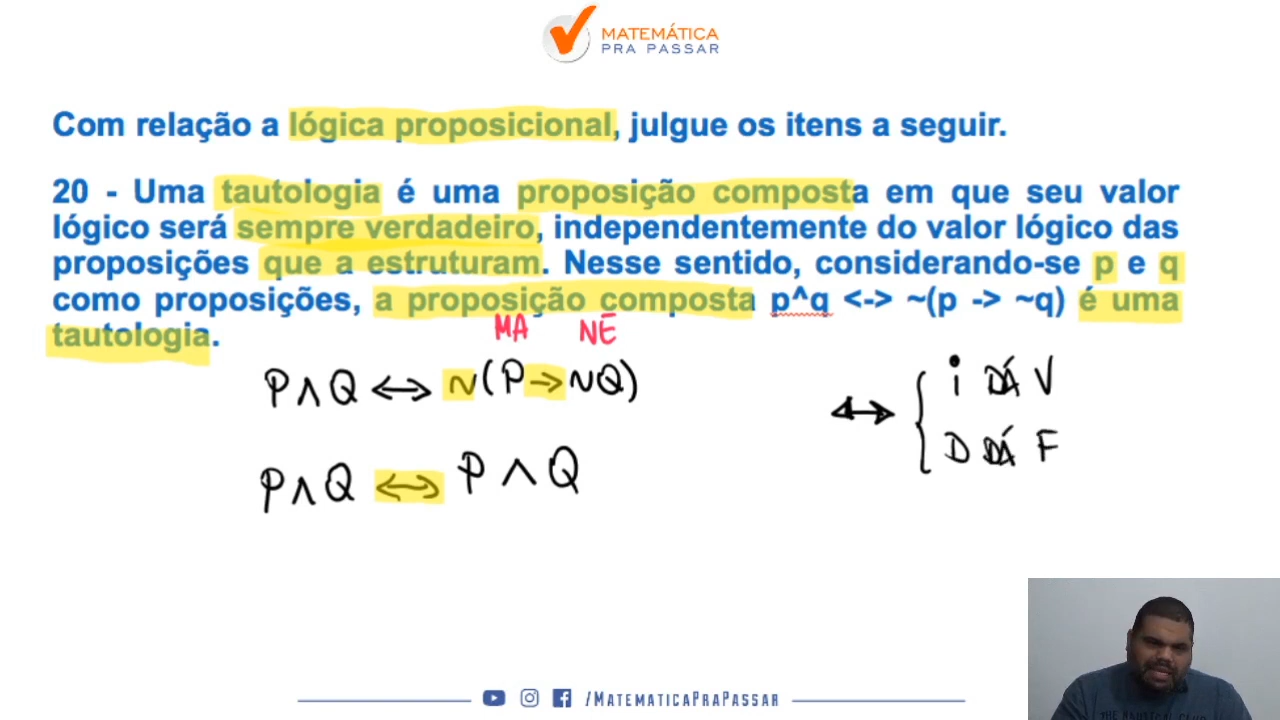 MATEMÁTICA
PRA PASSAR
Com relação a lógica proposicional, julgue os itens a seguir.
20 - Uma tautologia é uma proposição composta em que seu valor
lógico será sempre verdadeiro, independentemente do valor lógico das
proposições que a estruturam. Nesse sentido, considerando-se p e q
como proposições, a proposição composta p^q <-> ~(p -> ~q) é uma
tautologia.
MA NE
P∧Q ↔ ~(P → ~Q)
↔ { i DÁ V
D DÁ F
P∧Q ↔ P ∧ Q
/MATEMATICAPRAPASSAR